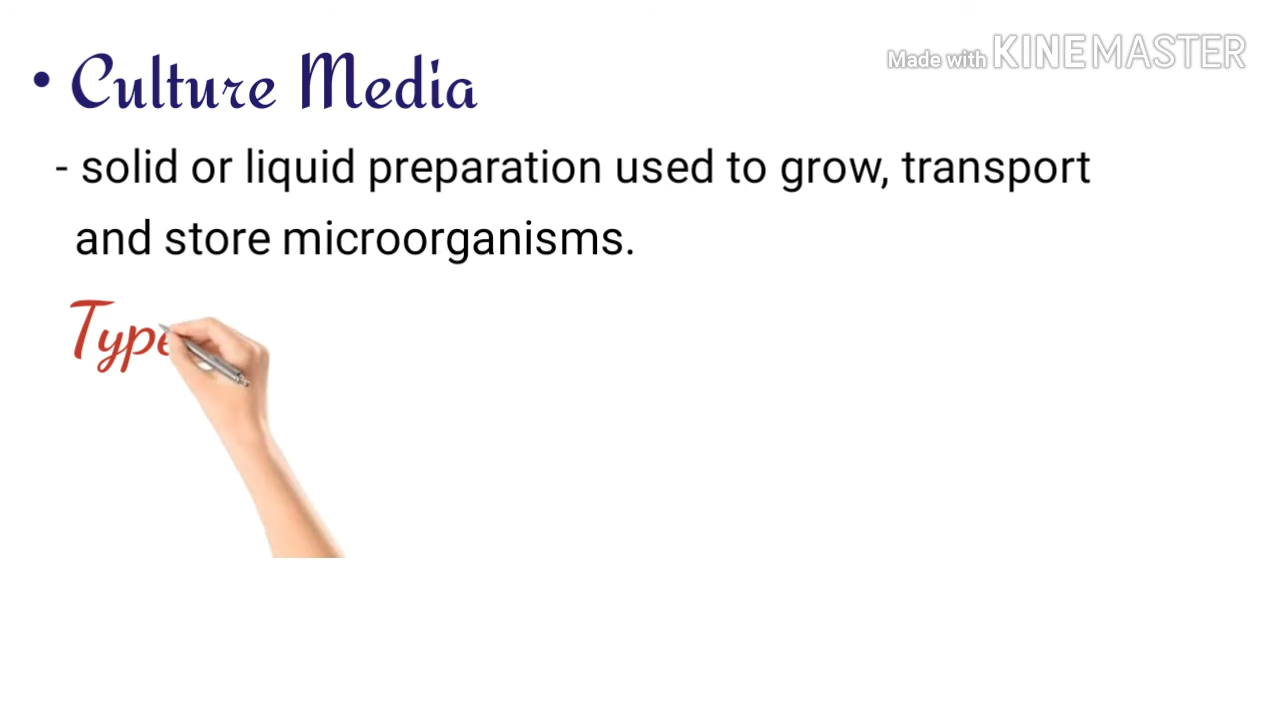 Made with KINEMASTER
• Culture Media
- solid or liquid preparation used to grow, transport
and store microorganisms.
Type